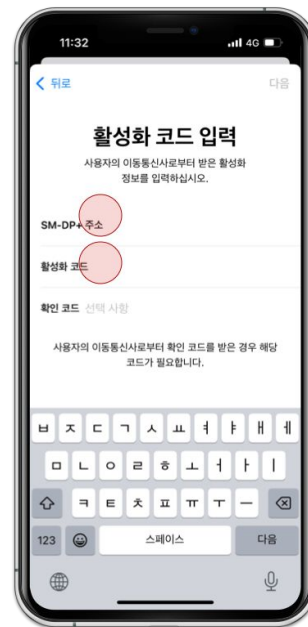 11:32
4G
뒤로
다음
활성화 코드 입력
사용자의 이동통신사로부터 받은 활성화
정보를 입력하십시오.
SM-DP+ 주소
활성화 코드
확인 코드 선택 사항
사용자의 이동통신사로부터 확인 코드를 받은 경우 해당
코드가 필요합니다.
ㅂ ㅈ ㄷ ㄱ ㅅ ㅛ ㅕ ㅑ ㅐ ㅔ
ㅁ ㄴ ㅇ ㄹ ㅎ ㅗ ㅓ ㅏ ㅣ
ㅋ ㅌ ㅊ ㅍ ㅠ ㅜ ㅡ
123 스페이스 다음